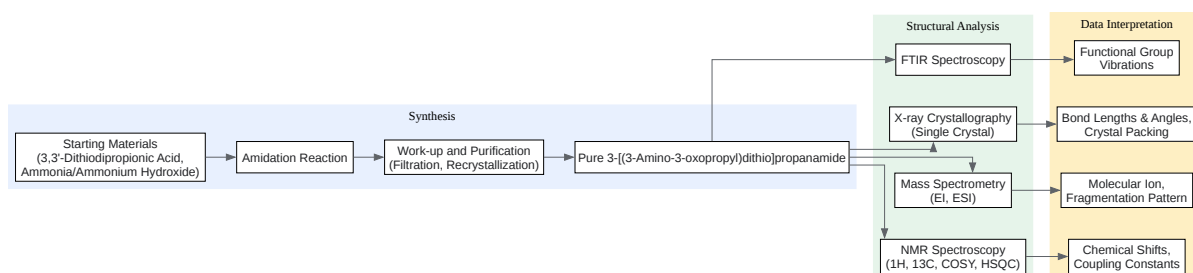 Synthesis
Starting Materials
(3,3'-Dithiodipropionic Acid,
Ammonia/Ammonium Hydroxide)
Amidation Reaction
Work-up and Purification
(Filtration, Recrystallization)
Pure 3-[(3-Amino-3-oxopropyl)dithio]propanamide
Structural Analysis
FTIR Spectroscopy
X-ray Crystallography
(Single Crystal)
Mass Spectrometry
(EI, ESI)
NMR Spectroscopy
(1H, 13C, COSY, HSQC)
Data Interpretation
Functional Group
Vibrations
Bond Lengths & Angles,
Crystal Packing
Molecular Ion,
Fragmentation Pattern
Chemical Shifts,
Coupling Constants